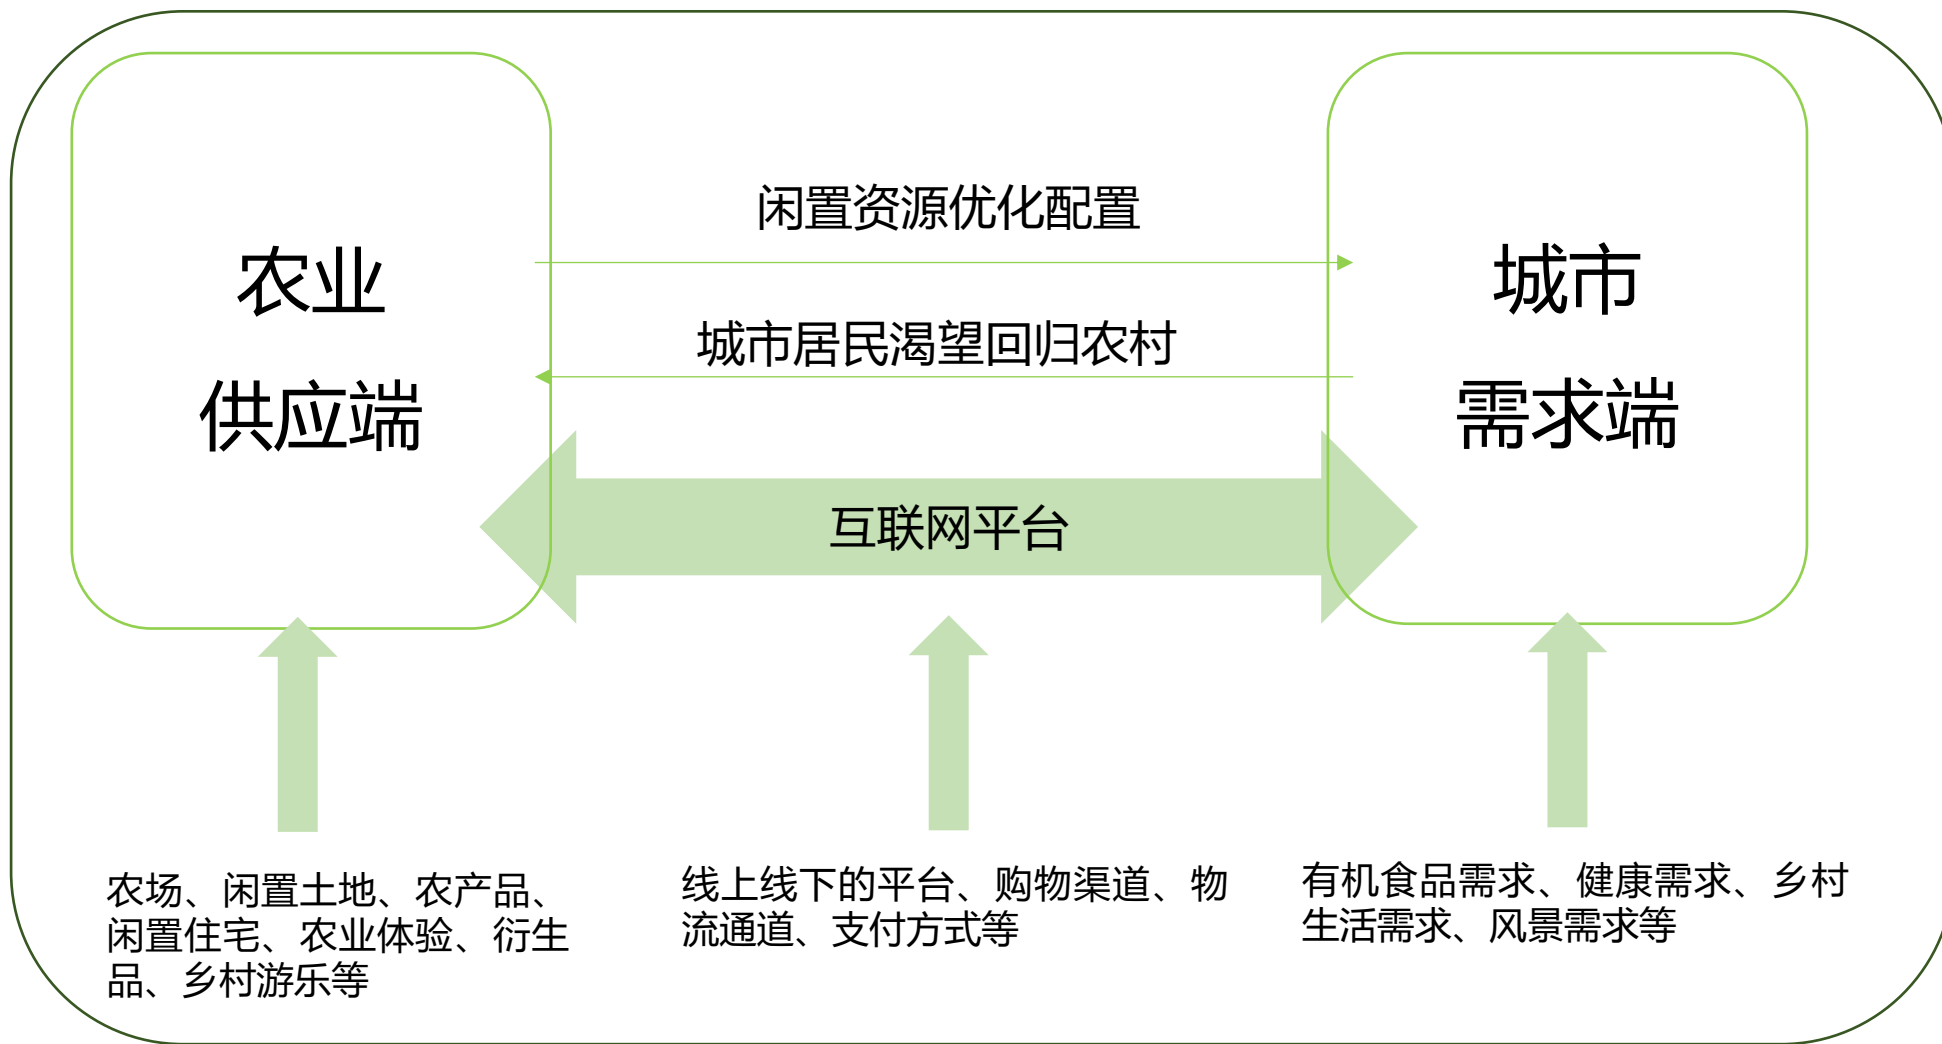 农业
供应端
闲置资源优化配置
城市居民渴望回归农村
互联网平台
城市
需求端
农场、闲置土地、农产品、
闲置住宅、农业体验、衍生
品、乡村游乐等
线上线下的平台、购物渠道、物
流通道、支付方式等
有机食品需求、健康需求、乡村
生活需求、风景需求等